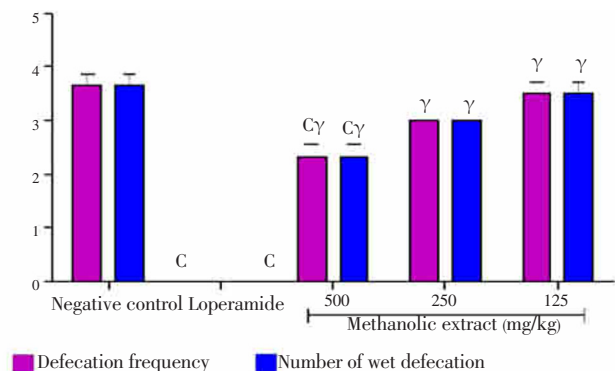 5
4
3
2
1
0
C
C
Cγ
Cγ
γ
γ
γ
γ
Negative control Loperamide
500
250
125
Methanolic extract (mg/kg)
Defecation frequency
Number of wet defecation